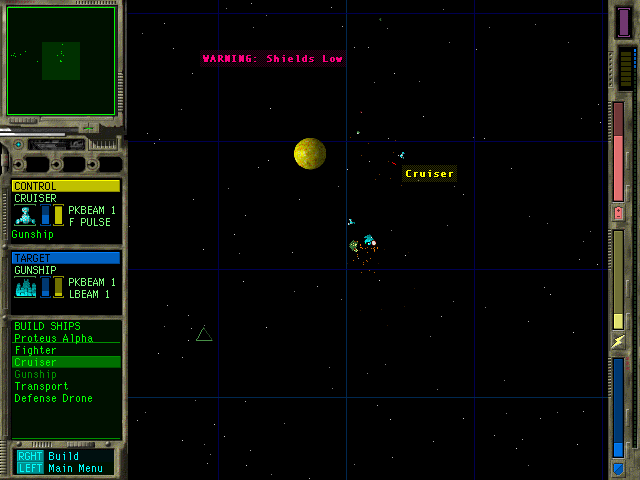 WARNING: Shields Low
Cruiser
CONTROL
CRUISER
PKBEAM 1
F PULSE
Gunship
TARGET
GUNSHIP
PKBEAM 1
LBEAM 1
BUILD SHIPS
Proteus Alpha
Fighter
Cruiser
Gunship
Transport
Defense Drone
RGHT Build
LEFT Main Menu